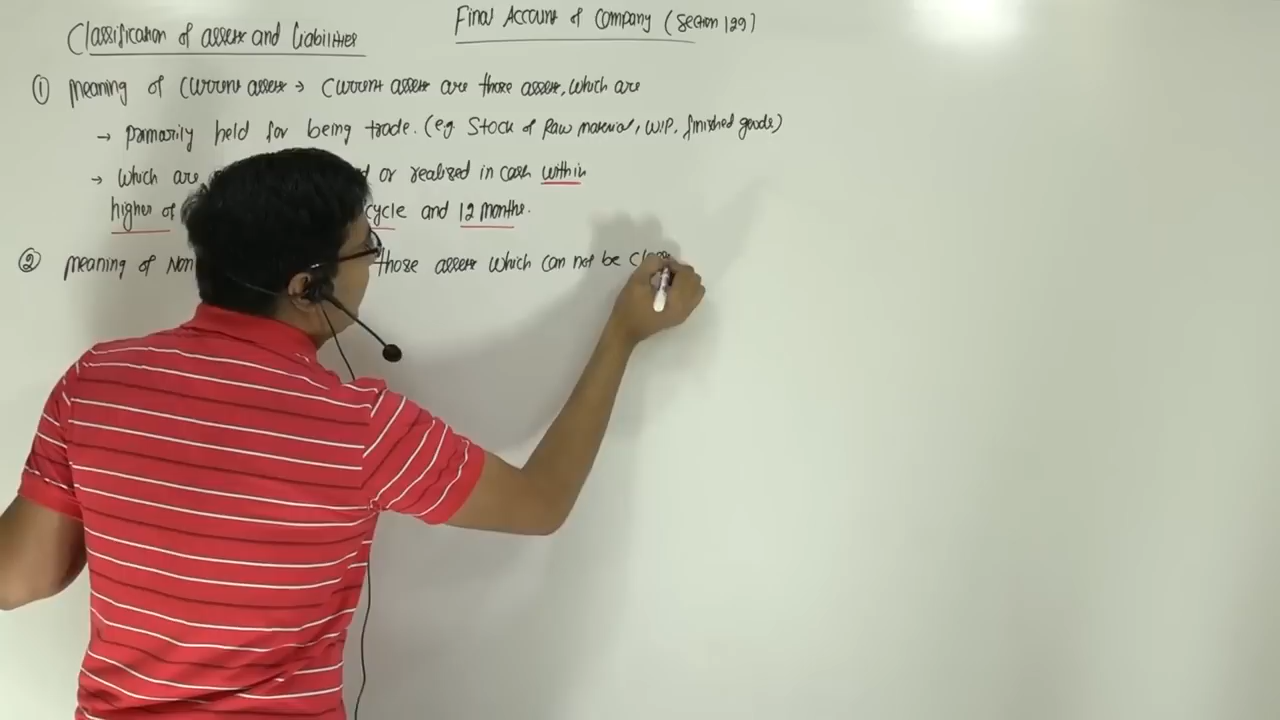 Final Account of Company (Section 129)
Classification of assets and Liabilities
① Meaning of Current assets → Current assets are those assets, which are
→ Primarily held for being trade. (eg Stock of Raw material, WIP, finished goods)
→ Which are or realized in cash within
higher of cycle and 12 months.
② Meaning of Non those assets which can not be